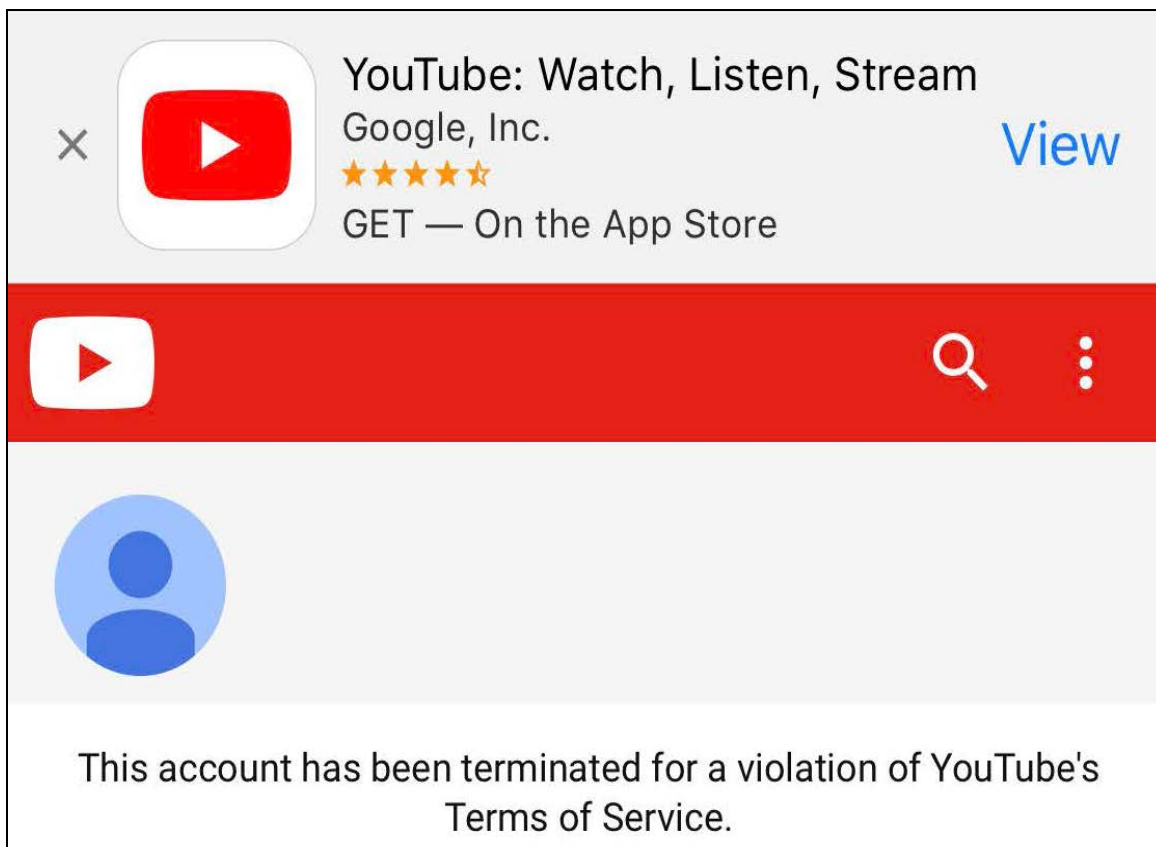 YouTube: Watch, Listen, Stream
Google, Inc.
GET — On the App Store
View
This account has been terminated for a violation of YouTube's
Terms of Service.